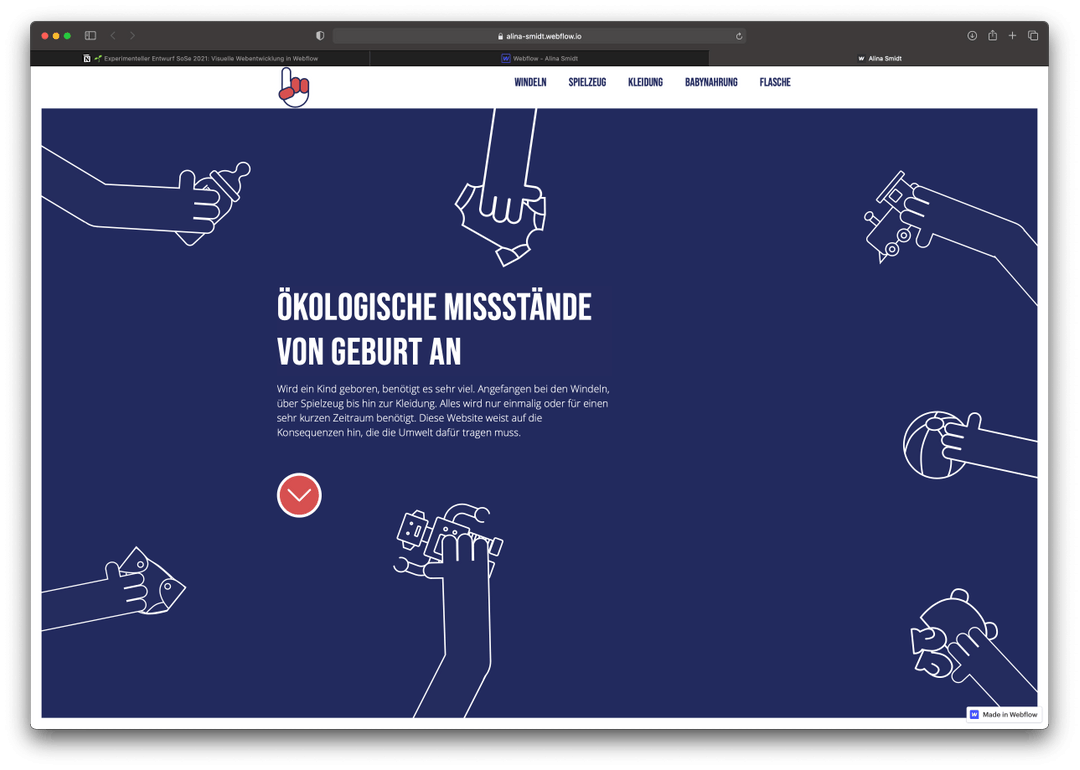 alina-smidt.webflow.io
Experimenteller Entwurf SoSe 2021: Visuelle Webentwicklung in Webflow
Webflow - Alina Smidt
Alina Smidt
WINDELN SPIELZEUG KLEIDUNG BABYNAHRUNG FLASCHE
ÖKOLOGISCHE MISSSTÄNDE
VON GEBURT AN
Wird ein Kind geboren, benötigt es sehr viel. Angefangen bei den Windeln,
über Spielzeug bis hin zur Kleidung. Alles wird nur einmalig oder für einen
sehr kurzen Zeitraum benötigt. Diese Website weist auf die
Konsequenzen hin, die die Umwelt dafür tragen muss.
Made in Webflow